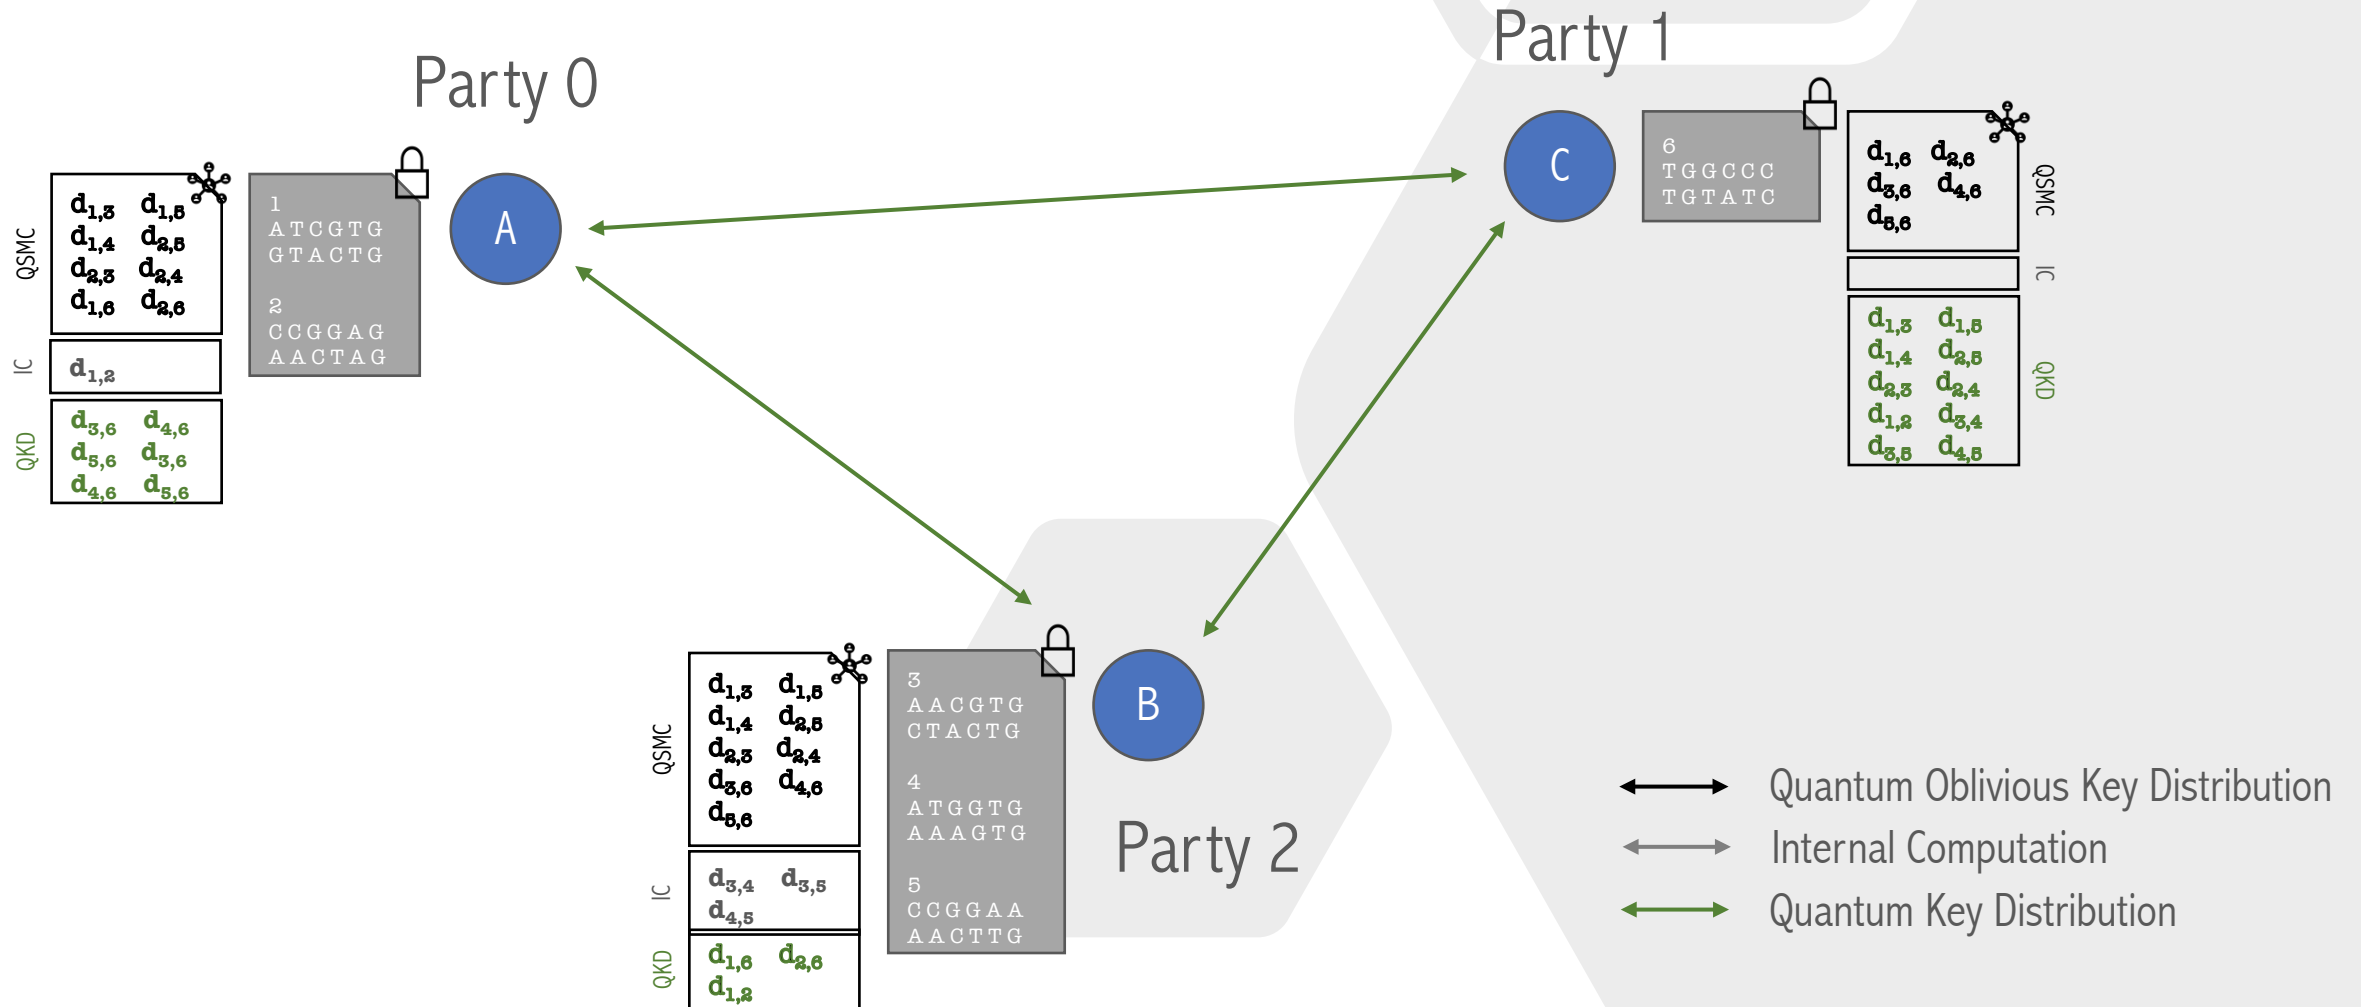 Party 0
QSMC
d1,3 d1,5
d1,4 d2,5
d2,3 d2,4
d1,6 d2,6
IC
d1,2
QKD
d3,6 d4,6
d5,6 d3,6
d4,6 d5,6
1
ATCGTG
GTACTG
2
CCGGAG
AACTAG
A
Party 1
C
6
TGGCCC
TGTATC
d1,6 d2,6
d3,6 d4,6
d5,6
QSMC
IC
d1,3 d1,5
d1,4 d2,5
d2,3 d2,4
d1,2 d3,4
d3,5 d4,5
QKD
QSMC
d1,3 d1,5
d1,4 d2,5
d2,3 d2,4
d3,6 d4,6
d5,6
IC
d3,4 d3,5
d4,5
QKD
d1,6 d2,6
d1,2
3
AACGTG
CTACTG
4
ATGGTG
AAAGTG
5
CCGGAA
AACTTG
B
Party 2
Quantum Oblivious Key Distribution
Internal Computation
Quantum Key Distribution